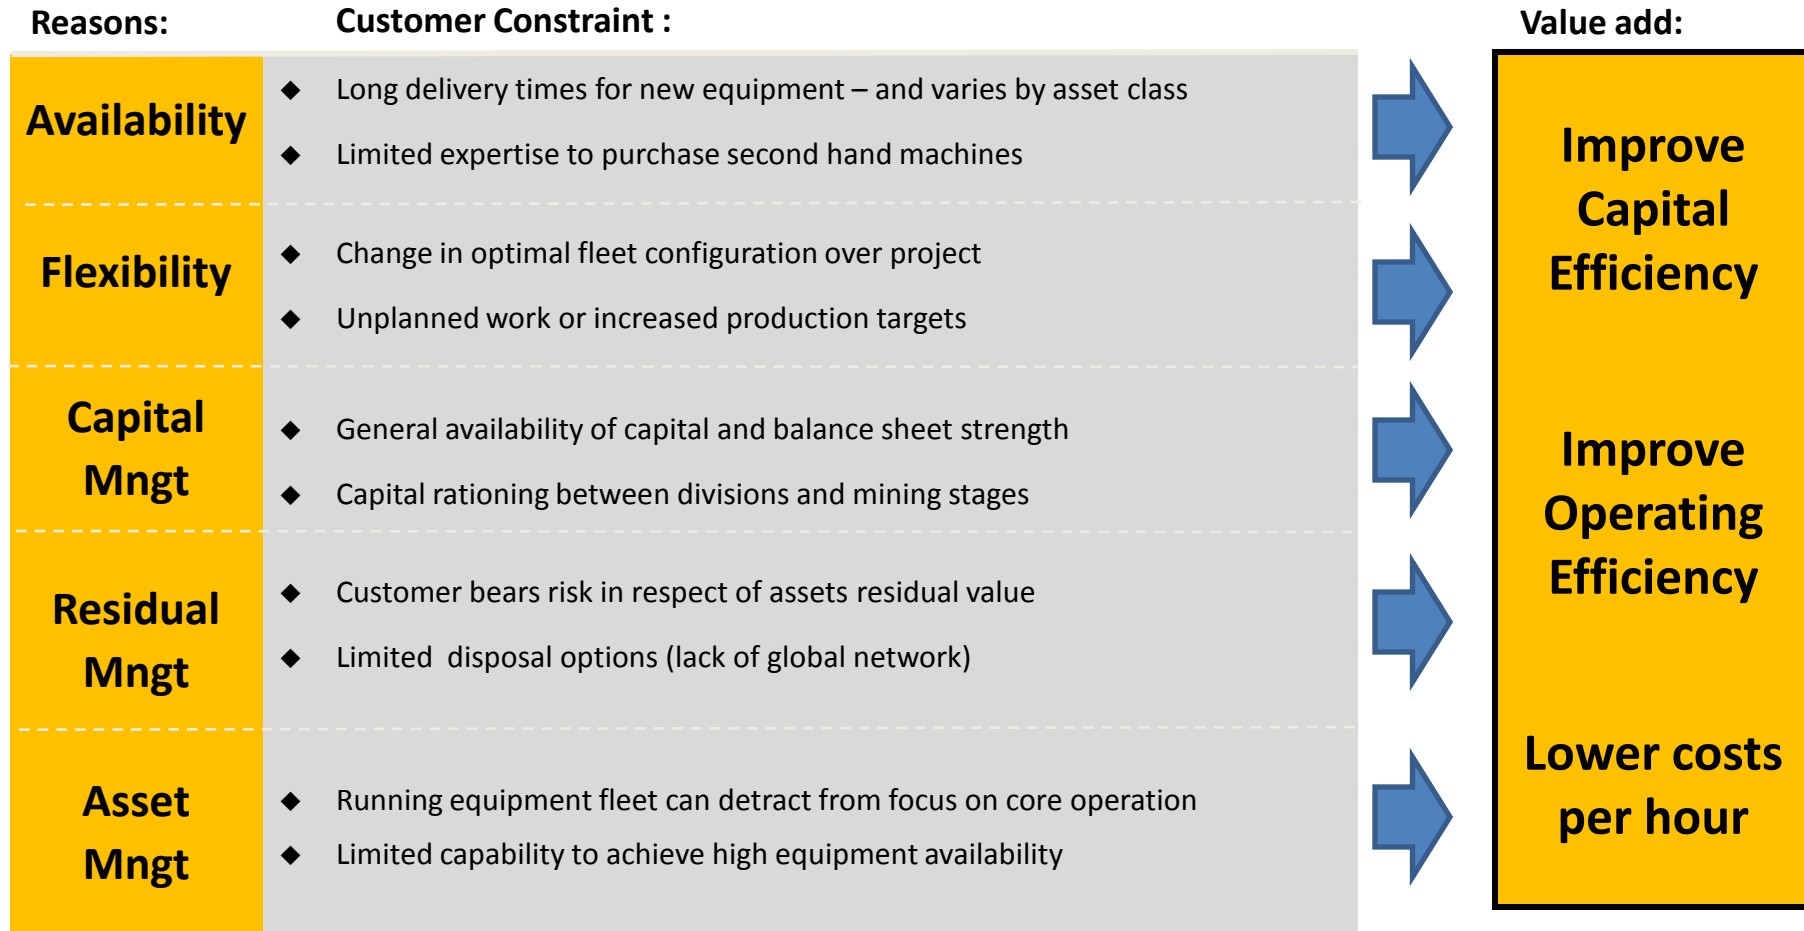 Reasons:
Customer Constraint :
Value add:
Availability
◆ Long delivery times for new equipment – and varies by asset class
◆ Limited expertise to purchase second hand machines
Flexibility
◆ Change in optimal fleet configuration over project
◆ Unplanned work or increased production targets
Capital
Mngt
◆ General availability of capital and balance sheet strength
◆ Capital rationing between divisions and mining stages
Residual
Mngt
◆ Customer bears risk in respect of assets residual value
◆ Limited  disposal options (lack of global network)
Asset
Mngt
◆ Running equipment fleet can detract from focus on core operation
◆ Limited capability to achieve high equipment availability
Improve
Capital
Efficiency
Improve
Operating
Efficiency
Lower costs
per hour